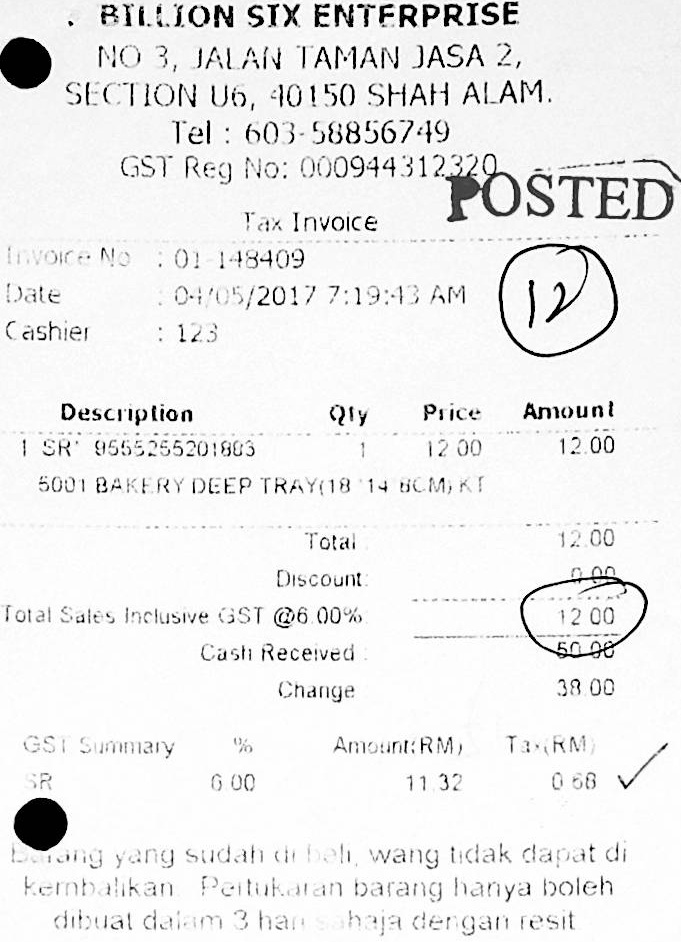 . BILLION SIX ENTERPRISE
NO 3, JALAN TAMAN JASA 2,
SECTION U6, 40150 SHAH ALAM.
Tel : 603-58856749
GST Reg No: 000944312320
POSTED
Tax Invoice
Invoice No : 01-148409
Date : 04/05/2017 7:19:43 AM
12
Cashier : 123
Description Qty Price Amount
1 SR* 9555255201803 1 12.00 12.00
5001 BAKERY DEEP TRAY(18*14*8CM) KT
Total : 12.00
Discount: 0.00
Total Sales Inclusive GST @6.00%: 12.00
Cash Received : 50.00
Change 38.00
GST Summary % Amount(RM) Tax(RM)
SR 6.00 11.32 0.68
Barang yang sudah di beli, wang tidak dapat di
kembalikan. Pertukaran barang hanya boleh
dibuat dalam 3 hari sahaja dengan resit